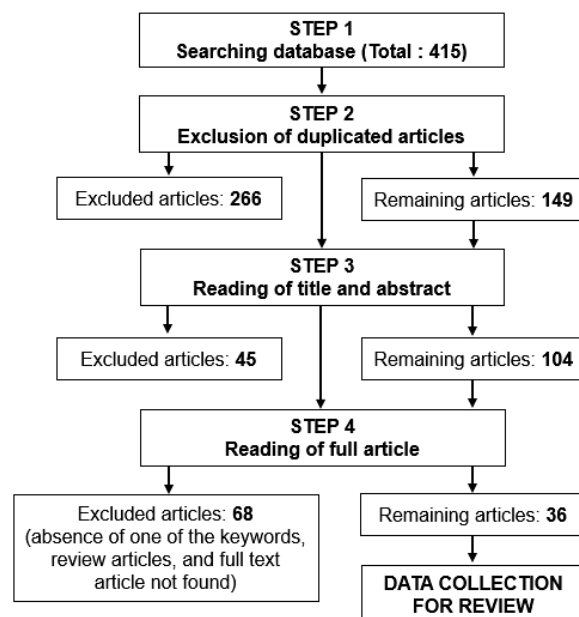 STEP 1
Searching database (Total : 415)
STEP 2
Exclusion of duplicated articles
Excluded articles: 266
Remaining articles: 149
STEP 3
Reading of title and abstract
Excluded articles: 45
Remaining articles: 104
STEP 4
Reading of full article
Excluded articles: 68
(absence of one of the keywords,
review articles, and full text
article not found)
Remaining articles: 36
DATA COLLECTION
FOR REVIEW